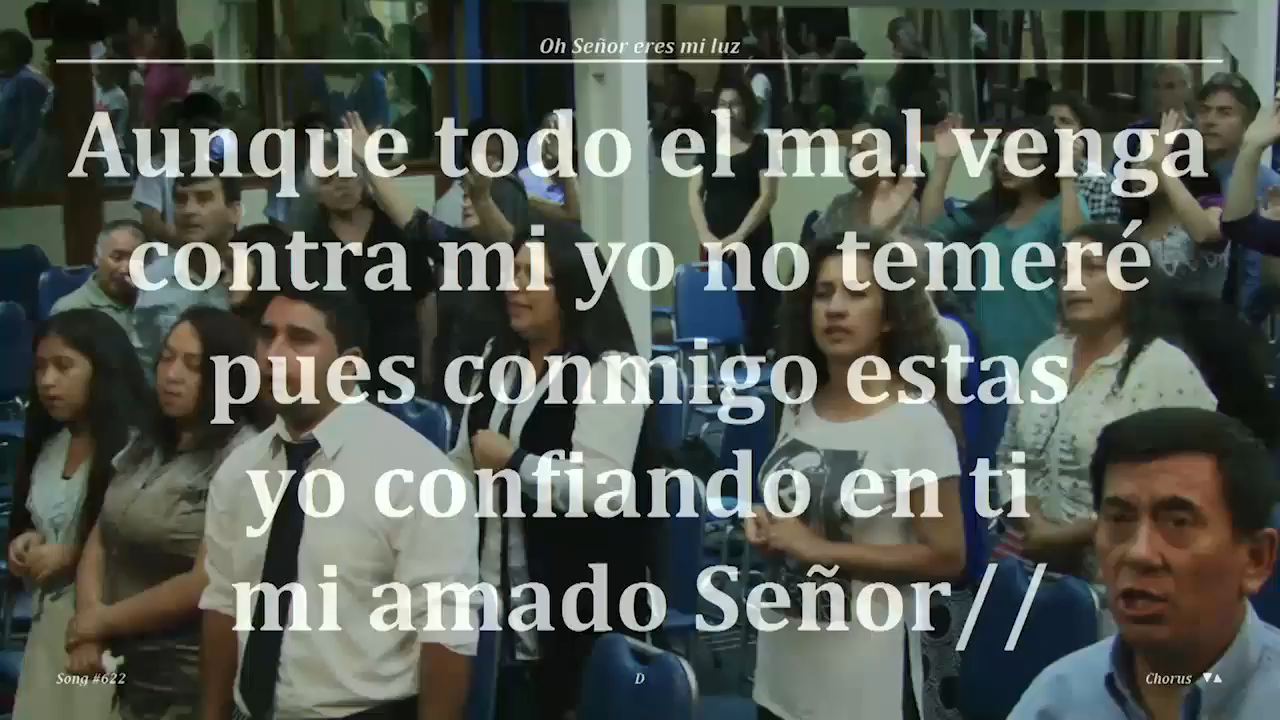 Oh Señor eres mi luz
Aunque todo el mal venga
contra mi yo no temeré
pues conmigo estas
yo confiando en ti
mi amado Señor//
Song #622
D
Chorus ▼▲